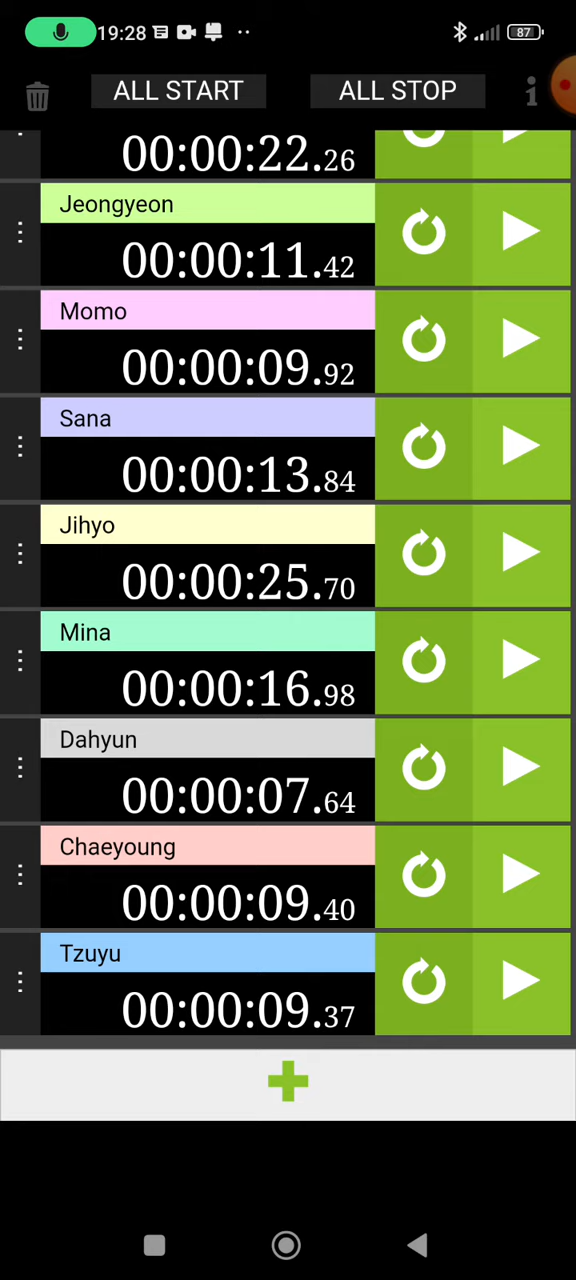 19:28
87
ALL START
ALL STOP
00:00:22.26
Jeongyeon
00:00:11.42
Momo
00:00:09.92
Sana
00:00:13.84
Jihyo
00:00:25.70
Mina
00:00:16.98
Dahyun
00:00:07.64
Chaeyoung
00:00:09.40
Tzuyu
00:00:09.37